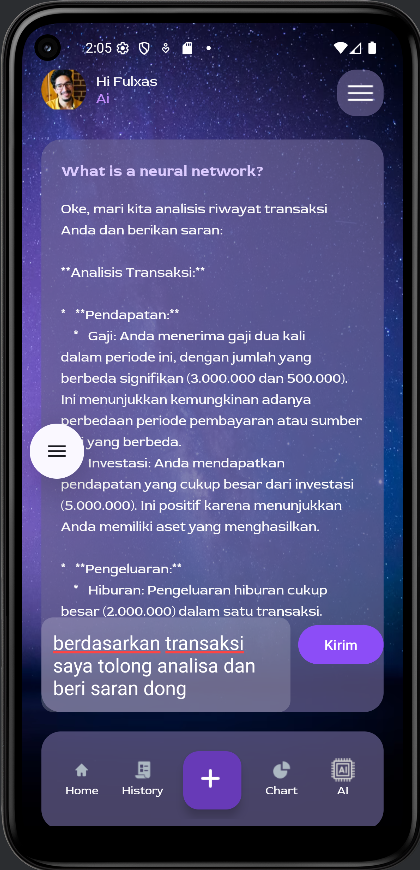 2:05
Hi Fulxas
Ai
What is a neural network?
Oke, mari kita analisis riwayat transaksi
Anda dan berikan saran:
**Analisis Transaksi:**
* **Pendapatan:**
* Gaji: Anda menerima gaji dua kali
dalam periode ini, dengan jumlah yang
berbeda signifikan (3.000.000 dan 500.000).
Ini menunjukkan kemungkinan adanya
perbedaan periode pembayaran atau sumber
yang berbeda.
Investasi: Anda mendapatkan
pendapatan yang cukup besar dari investasi
(5.000.000). Ini positif karena menunjukkan
Anda memiliki aset yang menghasilkan.
* **Pengeluaran:**
* Hiburan: Pengeluaran hiburan cukup
besar (2.000.000) dalam satu transaksi.
berdasarkan transaksi
saya tolong analisa dan
beri saran dong
Kirim
Home
History
+
Chart
AI
AI